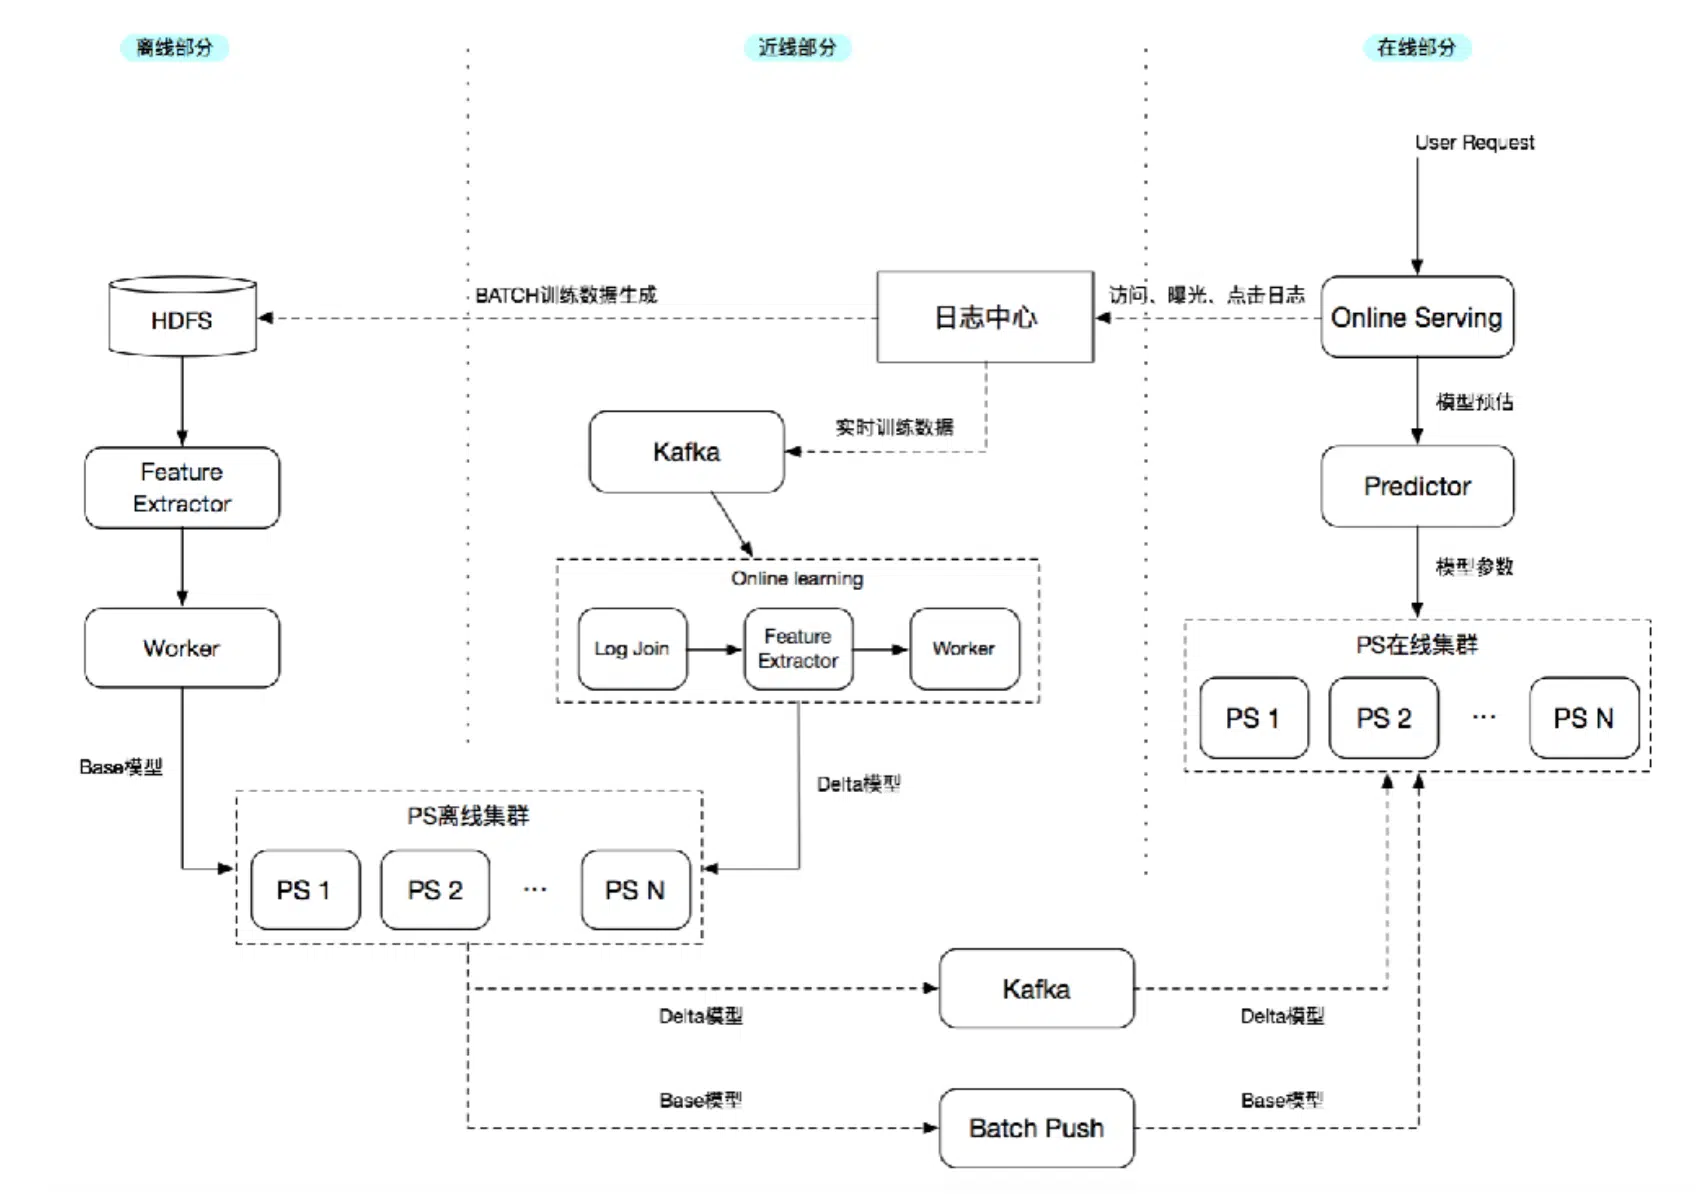 离线部分
近线部分
在线部分
User Request
HDFS
BATCH训练数据生成
日志中心
访问、曝光、点击日志
Online Serving
模型预估
实时训练数据
Kafka
Feature
Extractor
Predictor
模型参数
Online learning
Log Join
Feature
Extractor
Worker
Worker
PS在线集群
PS 1
PS 2
...
PS N
Base模型
Delta模型
PS离线集群
PS 1
PS 2
...
PS N
Kafka
Delta模型
Delta模型
Base模型
Batch Push
Base模型